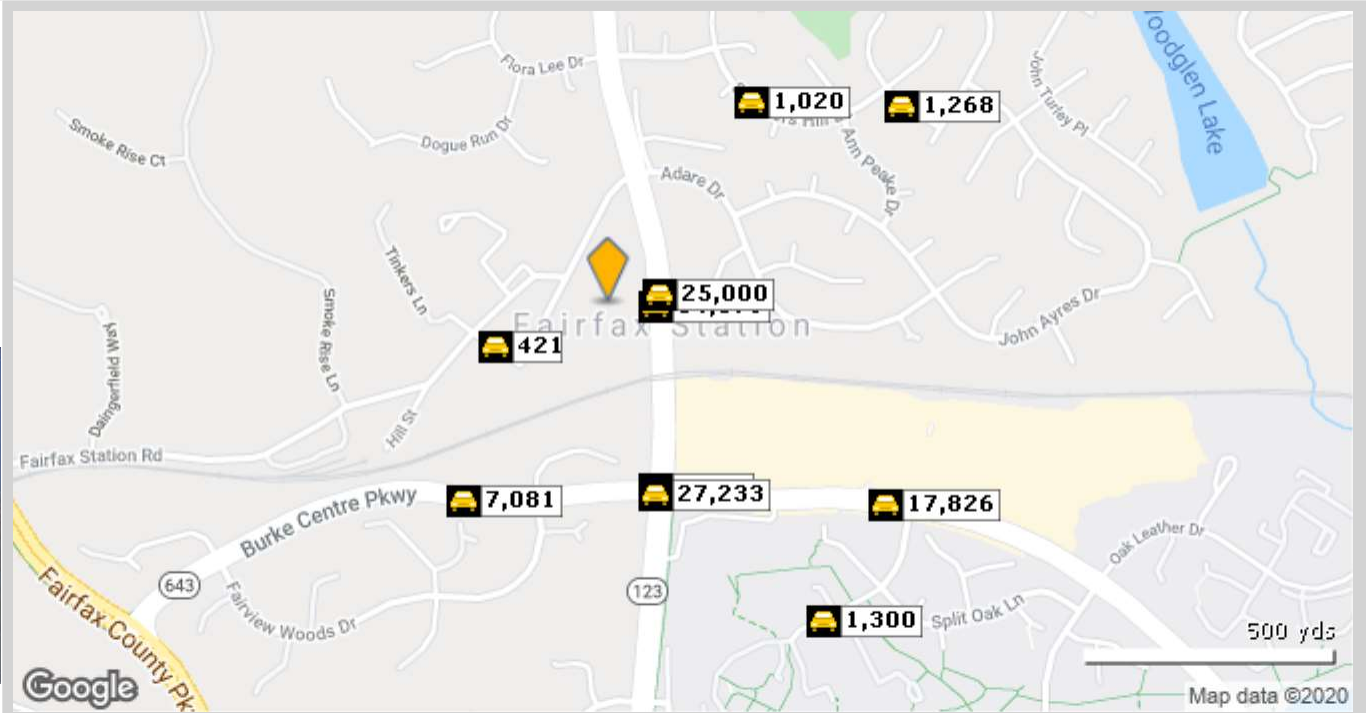 Flora Lee Dr
Dogue Run Dr
Smoke Rise Ct
1,020
1,268
John Turley Pl
Woodglen Lake
Ann Peake Dr
Adare Dr
Tinkers Ln
Smoke Rise Ln
25,000
Fairfax Station
421
John Ayres Dr
Daingerfield Way
Hill St
Fairfax Station Rd
7,081
27,233
17,826
Burke Centre Pkwy
Oak Leather Dr
643
123
Fairfax County Pk
Fairview Woods Dr
1,300
Split Oak Ln
500 yds
Google
Map data ©2020